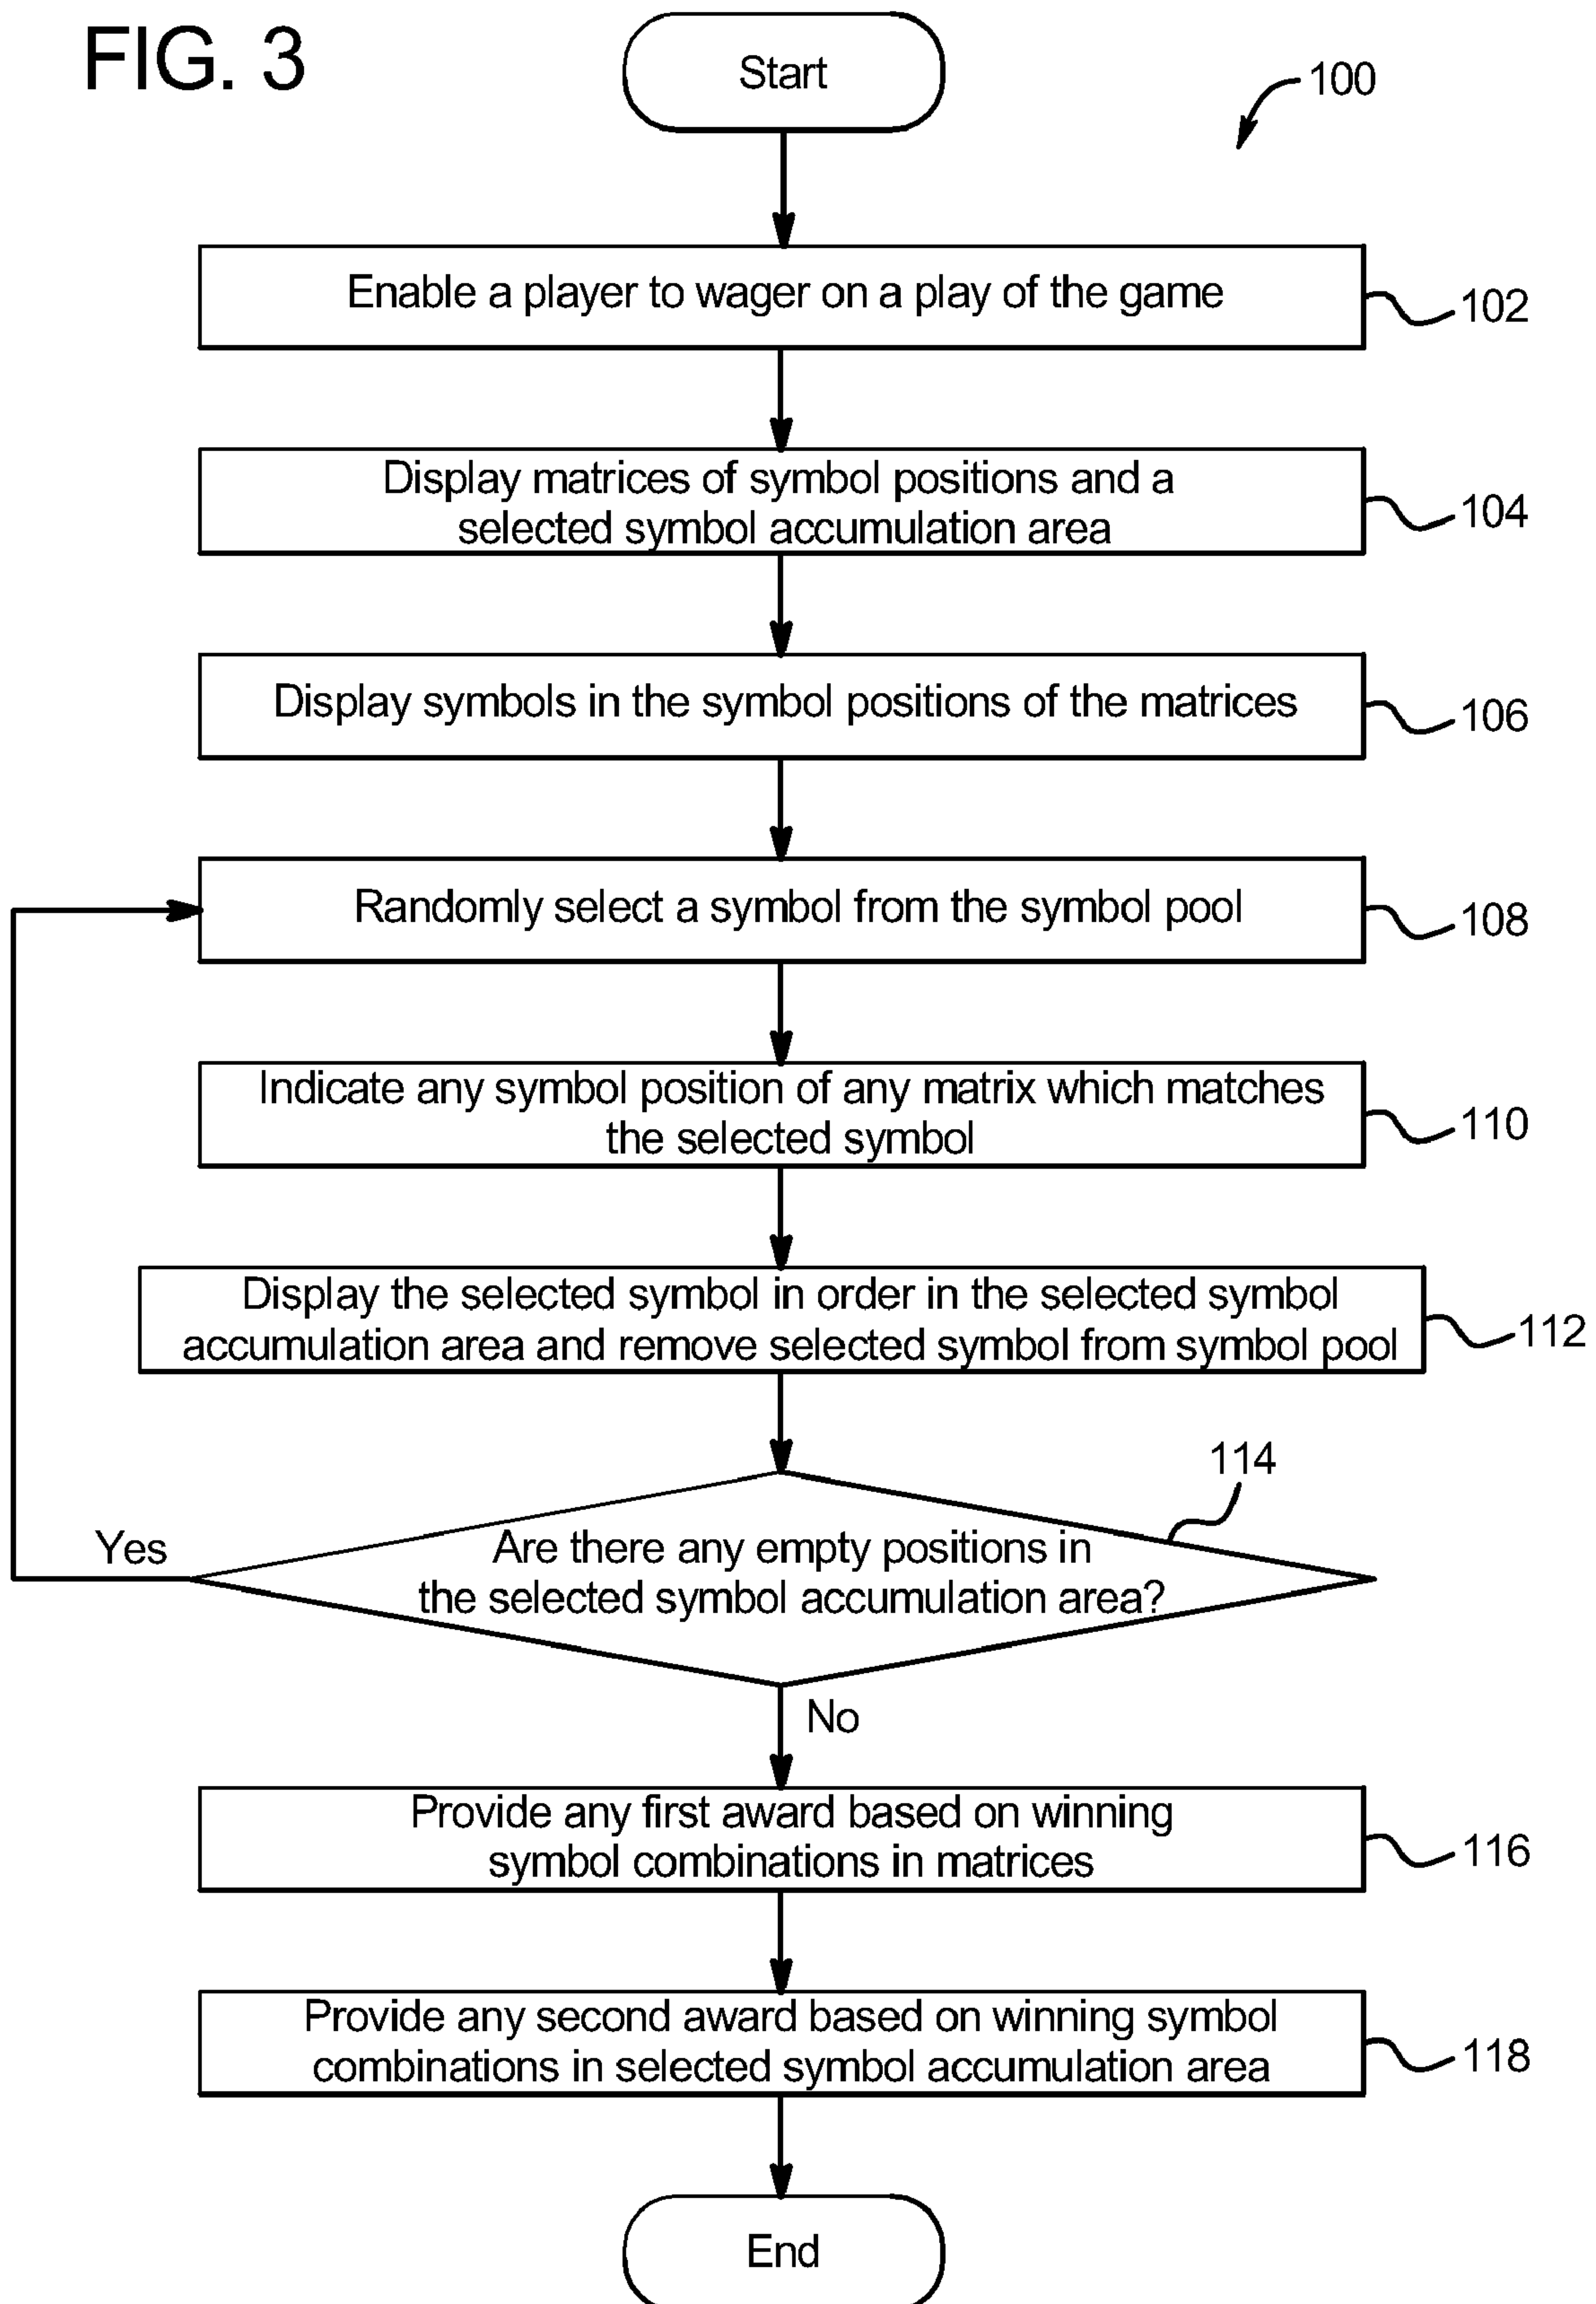 FIG. 3
Start
100
Enable a player to wager on a play of the game
102
Display matrices of symbol positions and a
selected symbol accumulation area
104
Display symbols in the symbol positions of the matrices
106
Randomly select a symbol from the symbol pool
108
Indicate any symbol position of any matrix which matches
the selected symbol
110
Display the selected symbol in order in the selected symbol
accumulation area and remove selected symbol from symbol pool
112
114
Yes
Are there any empty positions in
the selected symbol accumulation area?
No
Provide any first award based on winning
symbol combinations in matrices
116
Provide any second award based on winning symbol
combinations in selected symbol accumulation area
118
End